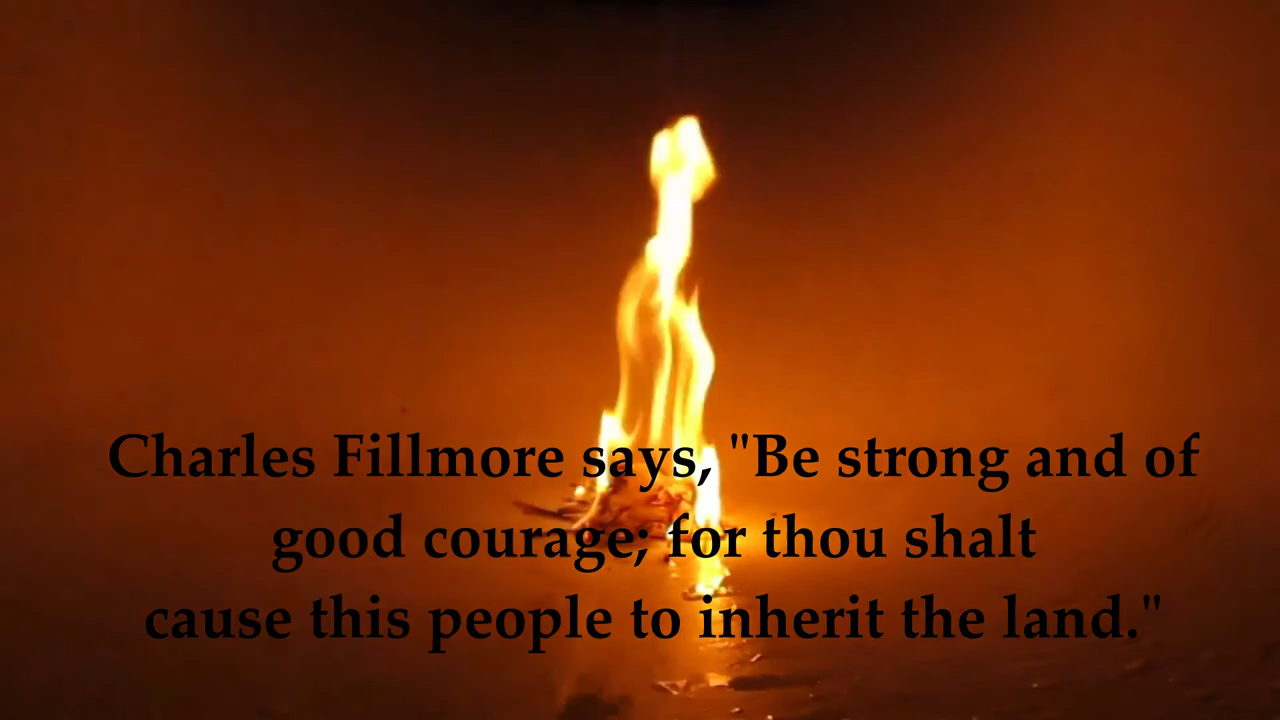 Charles Fillmore says, "Be strong and of
good courage; for thou shalt
cause this people to inherit the land."